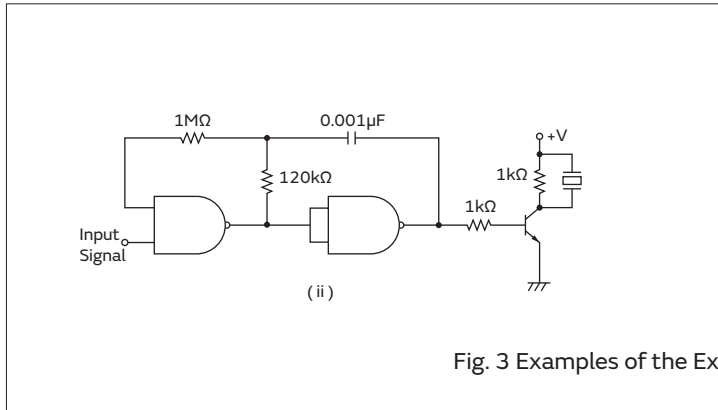 1MΩ
0.001μF
120kΩ
Input
Signal
1kΩ
+V
1kΩ
( ii )
Fig. 3 Examples of the Ex